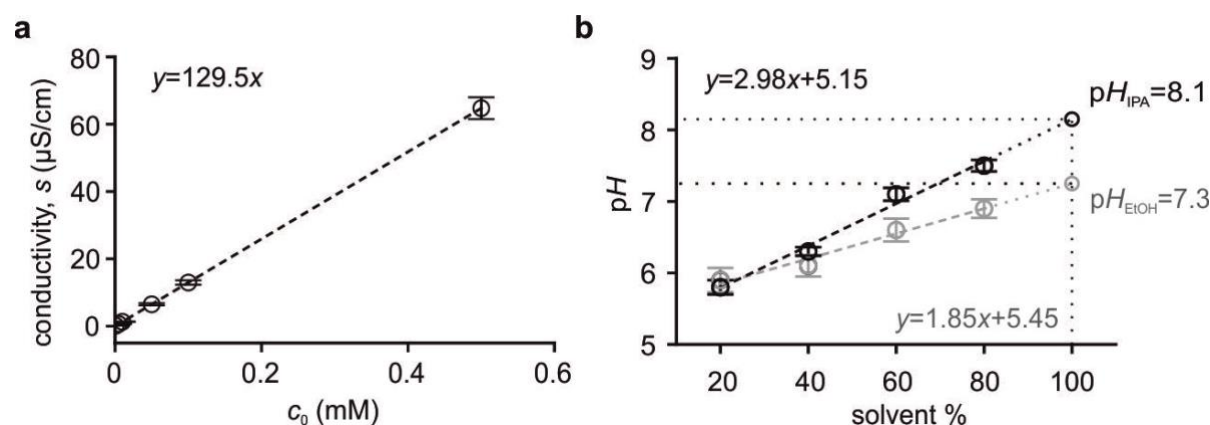 a
80
60
40
20
0
conductivity, s (μS/cm)
y=129.5x
0 0.2 0.4 0.6
c₀ (mM)
b
9
8
7
6
5
pH
y=2.98x+5.15
pH_IPA=8.1
pH_EtOH=7.3
y=1.85x+5.45
20 40 60 80 100
solvent %